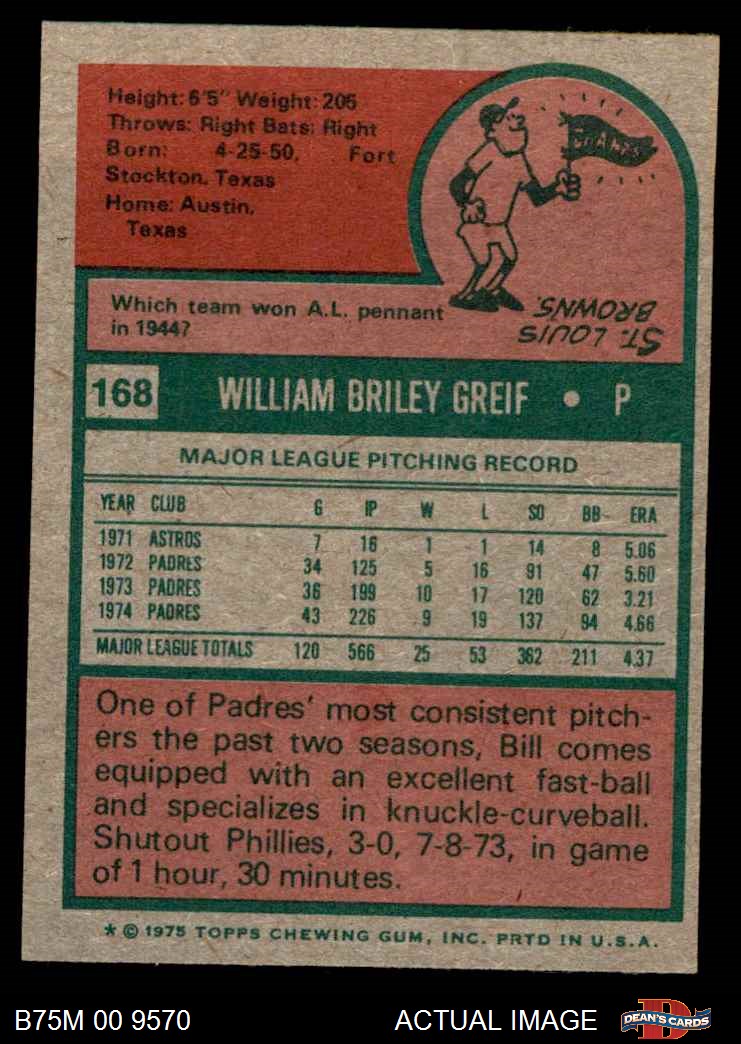 Height: 6'5" Weight: 205
Throws: Right Bats: Right
Born: 4-25-50, Fort
Stockton, Texas
Home: Austin,
Texas
CHAMPS
Which team won A.L. pennant
in 1944?
ST. LOUIS
BROWNS.
168 WILLIAM BRILEY GREIF • P
MAJOR LEAGUE PITCHING RECORD
YEAR CLUB G IP W L SO BB ERA
1971 ASTROS 7 16 1 1 14 8 5.06
1972 PADRES 34 125 5 16 91 47 5.60
1973 PADRES 36 199 10 17 120 62 3.21
1974 PADRES 43 226 9 19 137 94 4.66
MAJOR LEAGUE TOTALS 120 566 25 53 362 211 4.37
One of Padres' most consistent pitch-
ers the past two seasons, Bill comes
equipped with an excellent fast-ball
and specializes in knuckle-curveball.
Shutout Phillies, 3-0, 7-8-73, in game
of 1 hour, 30 minutes.
* © 1975 TOPPS CHEWING GUM, INC. PRTD IN U.S.A.
B75M 00 9570 ACTUAL IMAGE
DEAN'S CARDS